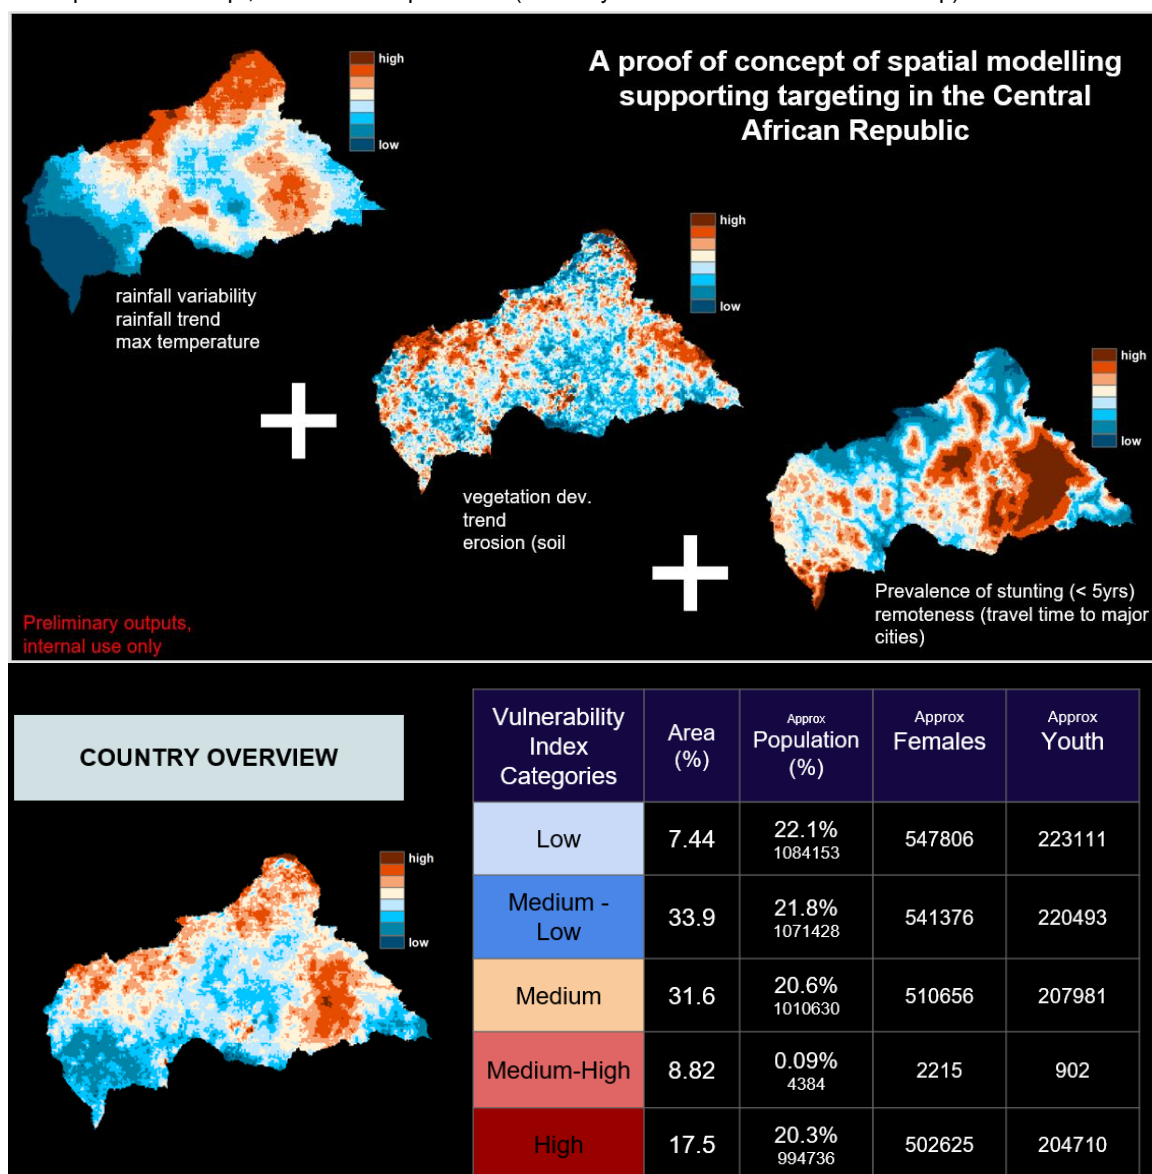 A proof of concept of spatial modelling
supporting targeting in the Central
African Republic
high
low
rainfall variability
rainfall trend
max temperature
high
low
vegetation dev.
trend
erosion (soil
high
low
Prevalence of stunting (< 5yrs)
remoteness (travel time to major
cities)
Preliminary outputs,
internal use only
COUNTRY OVERVIEW
high
low
Vulnerability
Index
Categories
Area
(%)
Approx
Population
(%)
Approx
Females
Approx
Youth
Low
7.44
22.1%
1084153
547806
223111
Medium -
Low
33.9
21.8%
1071428
541376
220493
Medium
31.6
20.6%
1010630
510656
207981
Medium-High
8.82
0.09%
4384
2215
902
High
17.5
20.3%
994736
502625
204710